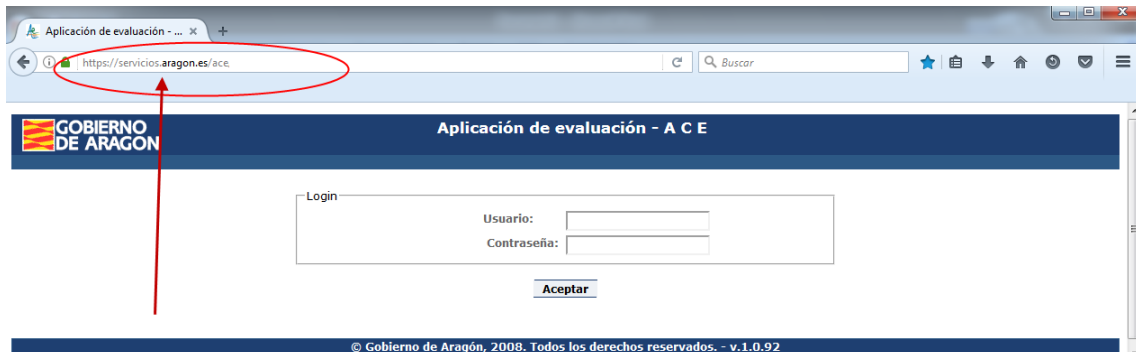 Aplicación de evaluación - ...
https://servicios.aragon.es/ace
Buscar
GOBIERNO
DE ARAGON
Aplicación de evaluación - A C E
Login
Usuario:
Contraseña:
Aceptar
© Gobierno de Aragón, 2008. Todos los derechos reservados. - v.1.0.92